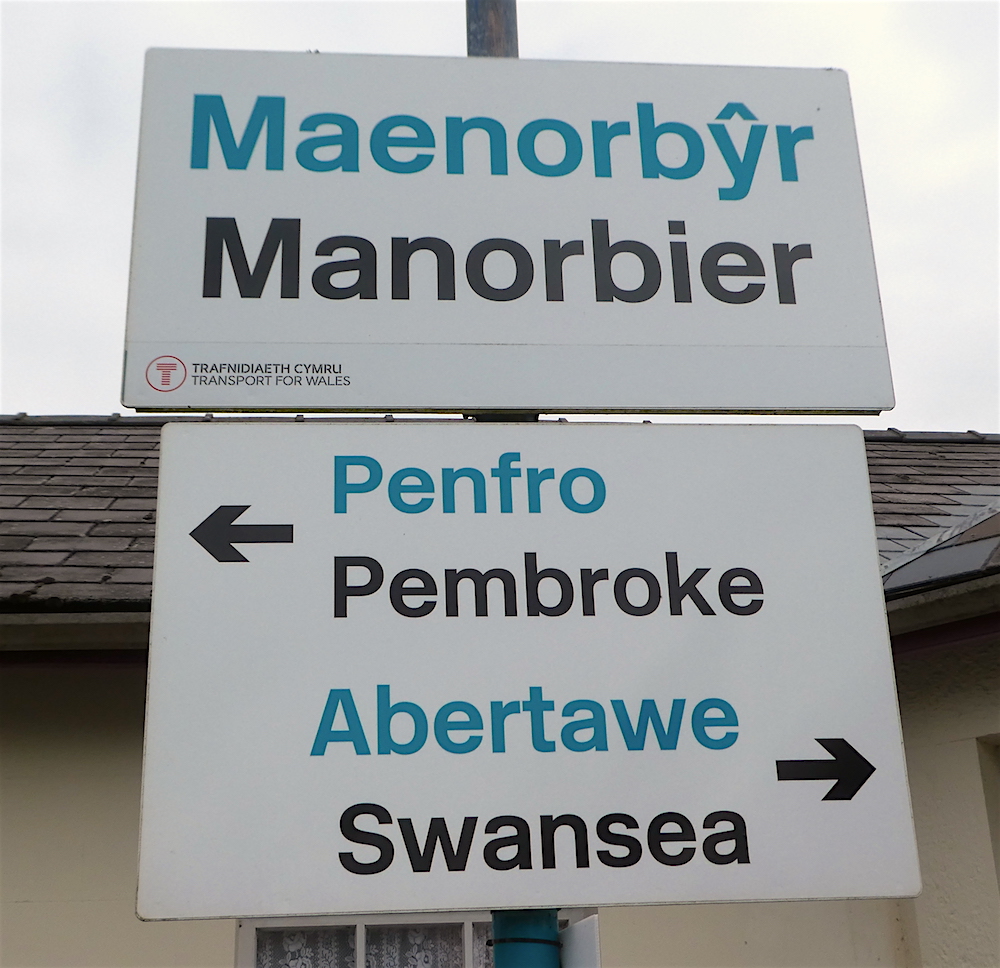 Maenorbŷr
Manorbier
TRAFNIDIAETH CYMRU
TRANSPORT FOR WALES
Penfro
Pembroke
Abertawe
Swansea